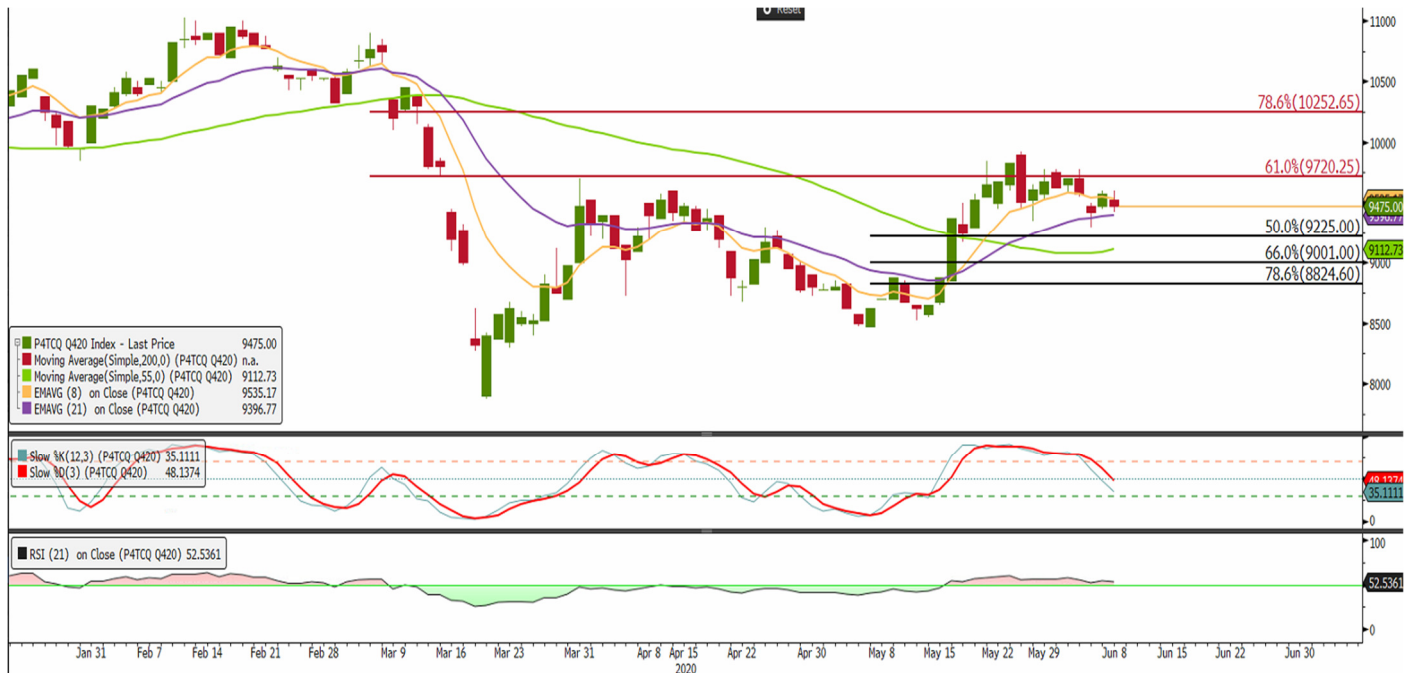 Reset
11000
10500
78.6%(10252.65)
10000
61.0%(9720.25)
9475.00
9396.77
50.0%(9225.00)
9112.73
66.0%(9001.00)
9000
78.6%(8824.60)
8500
8000
P4TCQ Q420 Index - Last Price 9475.00
Moving Average(Simple,200,0) (P4TCQ Q420) n.a.
Moving Average(Simple,55,0) (P4TCQ Q420) 9112.73
EMAVG (8) on Close (P4TCQ Q420) 9535.17
EMAVG (21) on Close (P4TCQ Q420) 9396.77
Slow %K(12,3) (P4TCQ Q420) 35.1111
Slow %D(3) (P4TCQ Q420) 48.1374
48.1374
35.1111
0
RSI (21) on Close (P4TCQ Q420) 52.5361
100
52.5361
0
Jan 31 Feb 7 Feb 14 Feb 21 Feb 28 Mar 9 Mar 16 Mar 23 Mar 31 Apr 8 Apr 15 Apr 22 Apr 30 May 8 May 15 May 22 May 29 Jun 8 Jun 15 Jun 22 Jun 30
2020